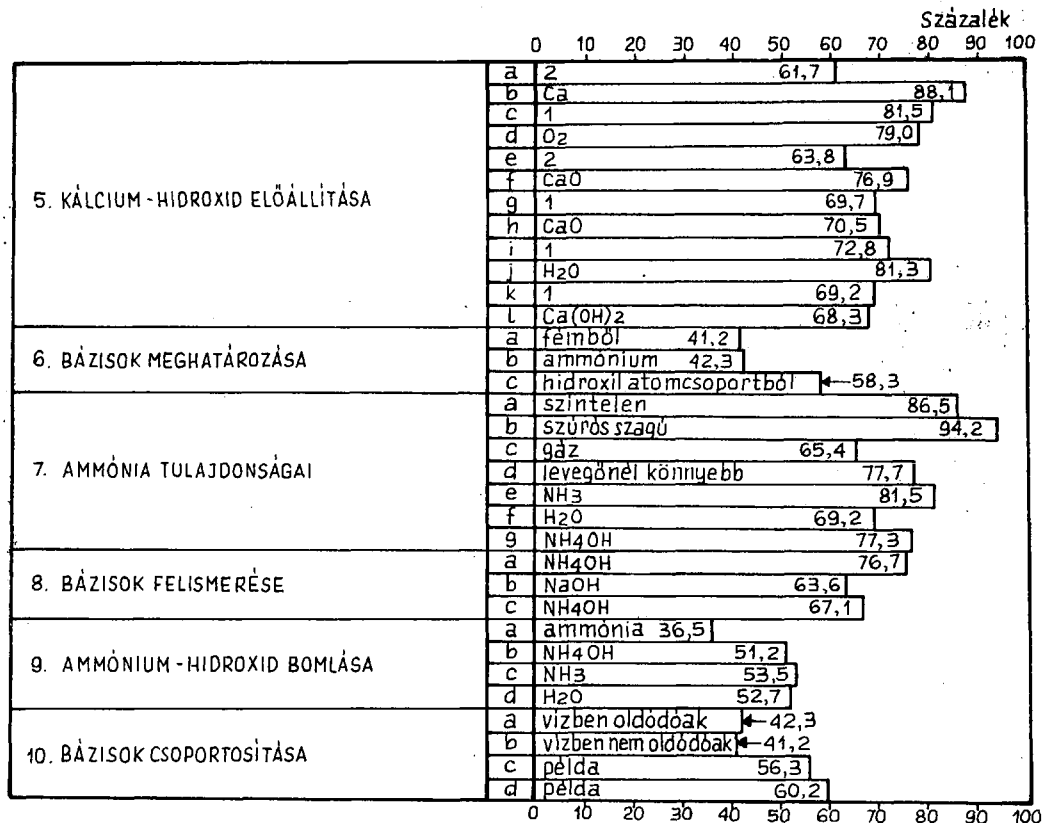 Százalék
0 10 20 30 40 50 60 70 80 90 100
5. KÁLCIUM-HIDROXID ELŐÁLLÍTÁSA
a 2 61,7
b Ca 88,1
c 1 81,5
d O2 79,0
e 2 63,8
f CaO 76,9
g 1 69,7
h CaO 70,5
i 1 72,8
j H2O 81,3
k 1 69,2
l Ca(OH)2 68,3
6. BÁZISOK MEGHATÁROZÁSA
a fémből 41,2
b ammónium 42,3
c hidroxil atomcsoportból 58,3
7. AMMÓNIA TULAJDONSÁGAI
a színtelen 86,5
b szúrós szagú 94,2
c gáz 65,4
d levegőnél könnyebb 77,7
e NH3 81,5
f H2O 69,2
g NH4OH 77,3
8. BÁZISOK FELISMERÉSE
a NH4OH 76,7
b NaOH 63,6
c NH4OH 67,1
9. AMMÓNIUM-HIDROXID BOMLÁSA
a ammónia 36,5
b NH4OH 51,2
c NH3 53,5
d H2O 52,7
10. BÁZISOK CSOPORTOSÍTÁSA
a vízben oldódóak 42,3
b vízben nem oldódóak 41,2
c példa 56,3
d példa 60,2
0 10 20 30 40 50 60 70 80 90 100